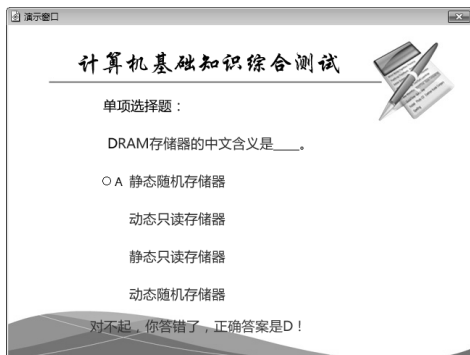 演示窗口
计算机基础知识综合测试
单项选择题：
DRAM存储器的中文含义是____。
A 静态随机存储器
动态只读存储器
静态只读存储器
动态随机存储器
对不起，你答错了，正确答案是D！